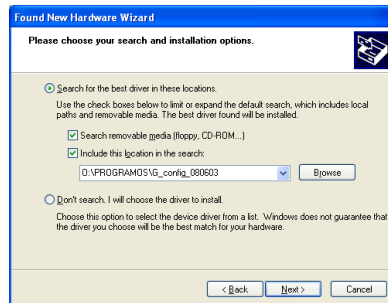 Found New Hardware Wizard
Please choose your search and installation options.
Search for the best driver in these locations.
Use the check boxes below to limit or expand the default search, which includes local
paths and removable media. The best driver found will be installed.
Search removable media (floppy, CD-ROM...)
Include this location in the search:
O:\PROGRAMOS\G_config_080603
Browse
Don't search. I will choose the driver to install.
Choose this option to select the device driver from a list. Windows does not guarantee that
the driver you choose will be the best match for your hardware.
< Back
Next >
Cancel